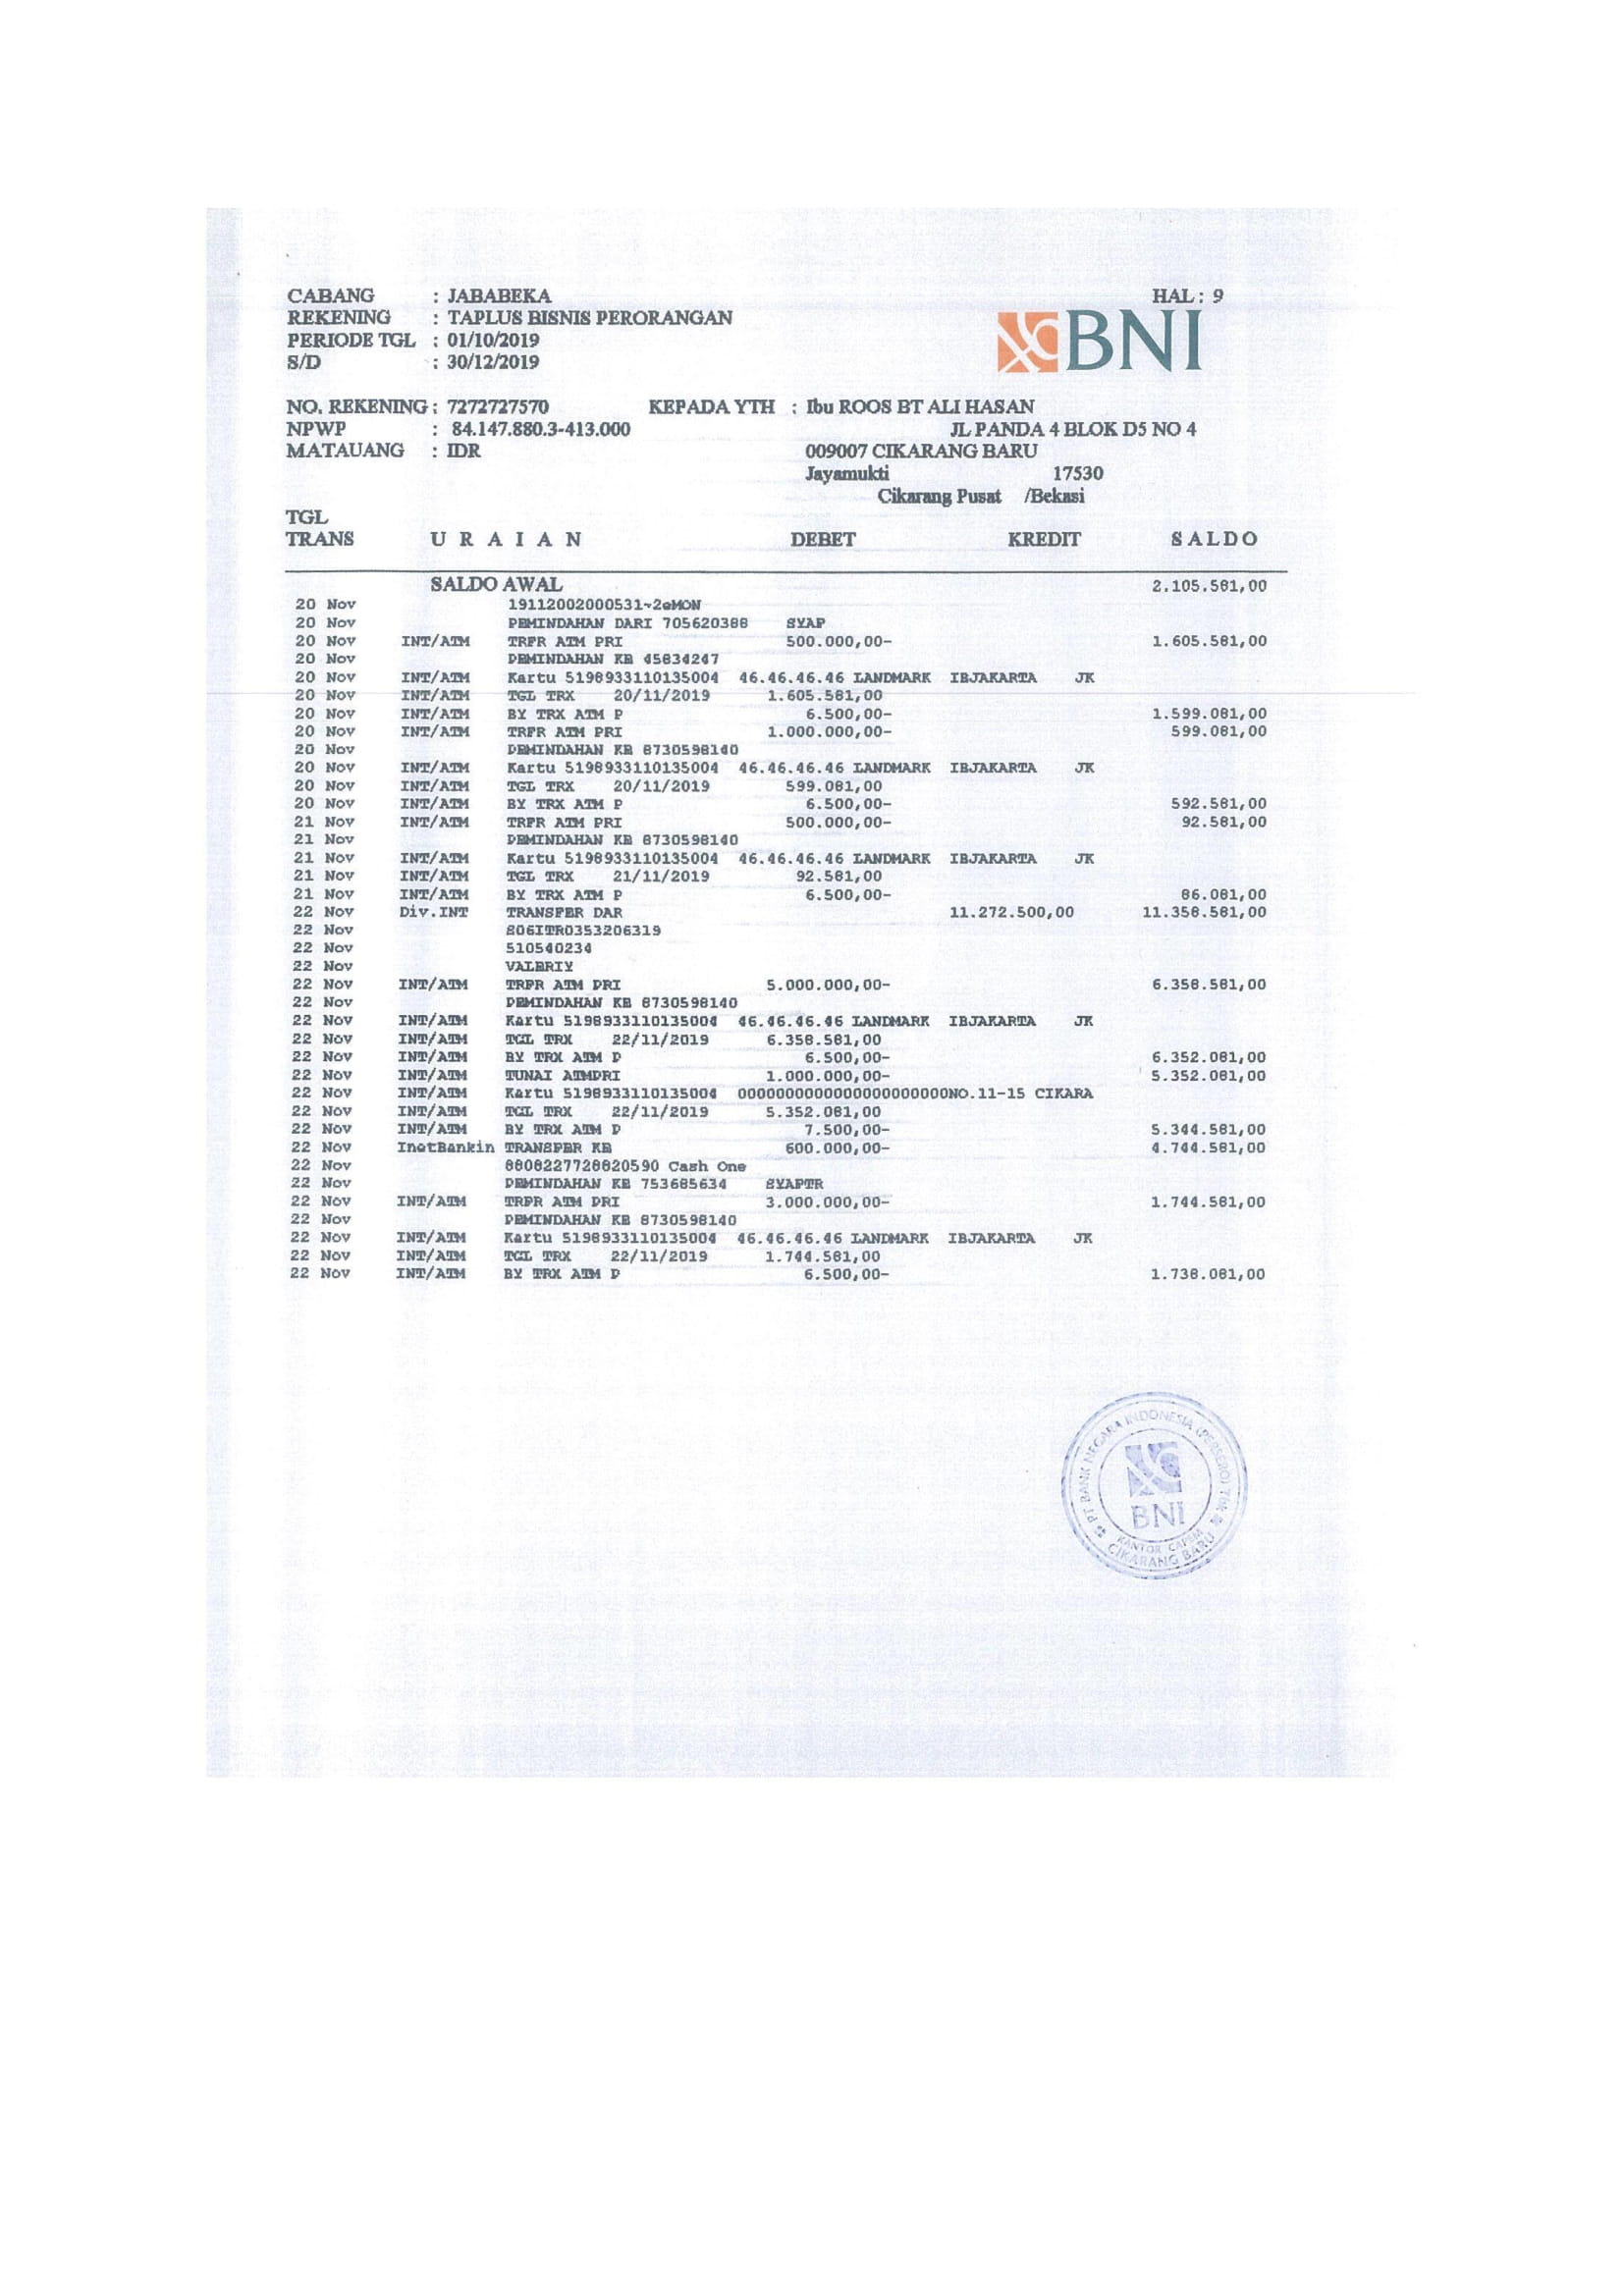 CABANG : JABABEKA HAL : 9
REKENING : TAPLUS BISNIS PERORANGAN
PERIODE TGL : 01/10/2019 BNI
S/D : 30/12/2019
NO. REKENING : 7272727570 KEPADA YTH : Ibu ROOS BT ALI HASAN
NPWP : 84.147.880.3-413.000 JL PANDA 4 BLOK D5 NO 4
MATAUANG : IDR 009007 CIKARANG BARU
Jayamukti 17530
Cikarang Pusat /Bekasi
TGL
TRANS U R A I A N DEBET KREDIT S A L D O
SALDO AWAL 2.105.581,00
20 Nov 19112002000531~2eMON
20 Nov PEMINDAHAN DARI 705620388 SYAP
20 Nov INT/ATM TRFR ATM PRI 500.000,00- 1.605.581,00
20 Nov PEMINDAHAN KE 45834247
20 Nov INT/ATM Kartu 5198933110135004 46.46.46.46 LANDMARK IBJAKARTA JK
20 Nov INT/ATM TGL TRX 20/11/2019 1.605.581,00
20 Nov INT/ATM BY TRX ATM P 6.500,00- 1.599.081,00
20 Nov INT/ATM TRFR ATM PRI 1.000.000,00- 599.081,00
20 Nov PEMINDAHAN KE 8730598140
20 Nov INT/ATM Kartu 5198933110135004 46.46.46.46 LANDMARK IBJAKARTA JK
20 Nov INT/ATM TGL TRX 20/11/2019 599.081,00
20 Nov INT/ATM BY TRX ATM P 6.500,00- 592.581,00
21 Nov INT/ATM TRFR ATM PRI 500.000,00- 92.581,00
21 Nov PEMINDAHAN KE 8730598140
21 Nov INT/ATM Kartu 5198933110135004 46.46.46.46 LANDMARK IBJAKARTA JK
21 Nov INT/ATM TGL TRX 21/11/2019 92.581,00
21 Nov INT/ATM BY TRX ATM P 6.500,00- 86.081,00
22 Nov Div.INT TRANSFER DAR 11.272.500,00 11.358.581,00
22 Nov S06ITR0353206319
22 Nov 510540234
22 Nov VALERIY
22 Nov INT/ATM TRFR ATM PRI 5.000.000,00- 6.358.581,00
22 Nov PEMINDAHAN KE 8730598140
22 Nov INT/ATM Kartu 5198933110135004 46.46.46.46 LANDMARK IBJAKARTA JK
22 Nov INT/ATM TGL TRX 22/11/2019 6.358.581,00
22 Nov INT/ATM BY TRX ATM P 6.500,00- 6.352.081,00
22 Nov INT/ATM TUNAI ATMPRI 1.000.000,00- 5.352.081,00
22 Nov INT/ATM Kartu 5198933110135004 0000000000000000000000NO.11-15 CIKARA
22 Nov INT/ATM TGL TRX 22/11/2019 5.352.081,00
22 Nov INT/ATM BY TRX ATM P 7.500,00- 5.344.581,00
22 Nov InetBankin TRANSFER KE 600.000,00- 4.744.581,00
22 Nov 8808227728820590 Cash One
22 Nov PEMINDAHAN KE 753685634 SYAPTR
22 Nov INT/ATM TRFR ATM PRI 3.000.000,00- 1.744.581,00
22 Nov PEMINDAHAN KE 8730598140
22 Nov INT/ATM Kartu 5198933110135004 46.46.46.46 LANDMARK IBJAKARTA JK
22 Nov INT/ATM TGL TRX 22/11/2019 1.744.581,00
22 Nov INT/ATM BY TRX ATM P 6.500,00- 1.738.081,00
PT BANK NEGARA INDONESIA (PERSERO) Tbk
BNI
KANTOR CAPEM
CIKARANG BARU